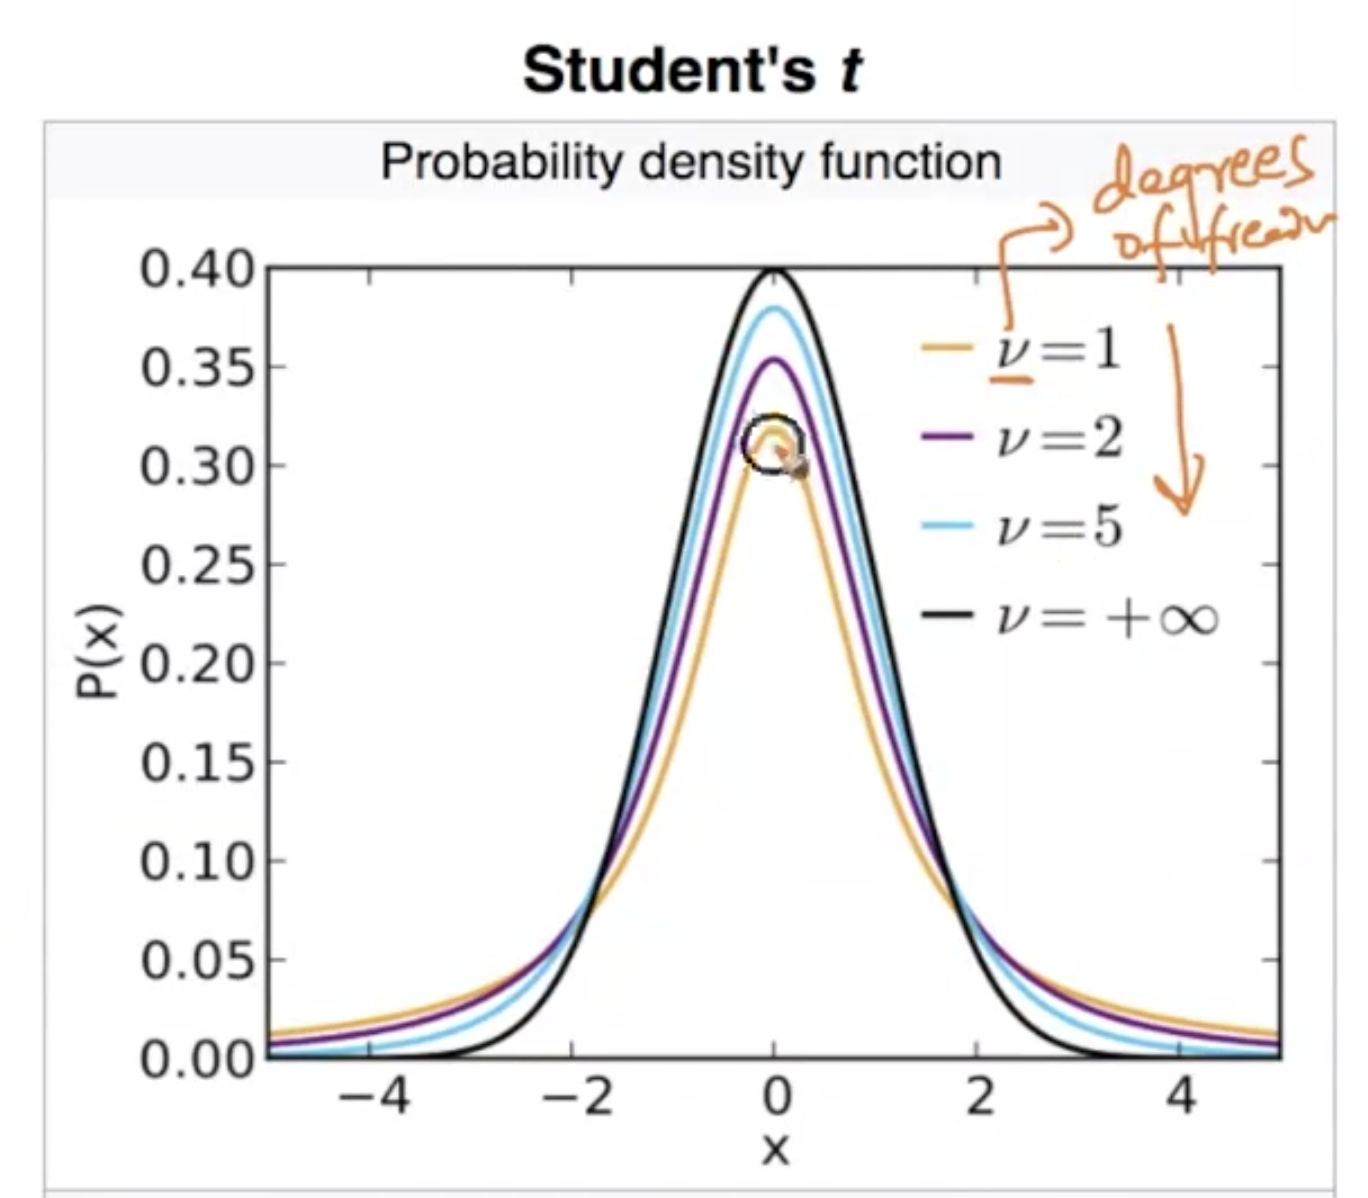 Student's t
Probability density function
degrees
of
0.40
0.35
0.30
0.25
0.20
0.15
0.10
0.05
0.00
P(x)
ν=1
ν=2
ν=5
ν=+∞
−4 −2 0 2 4
x